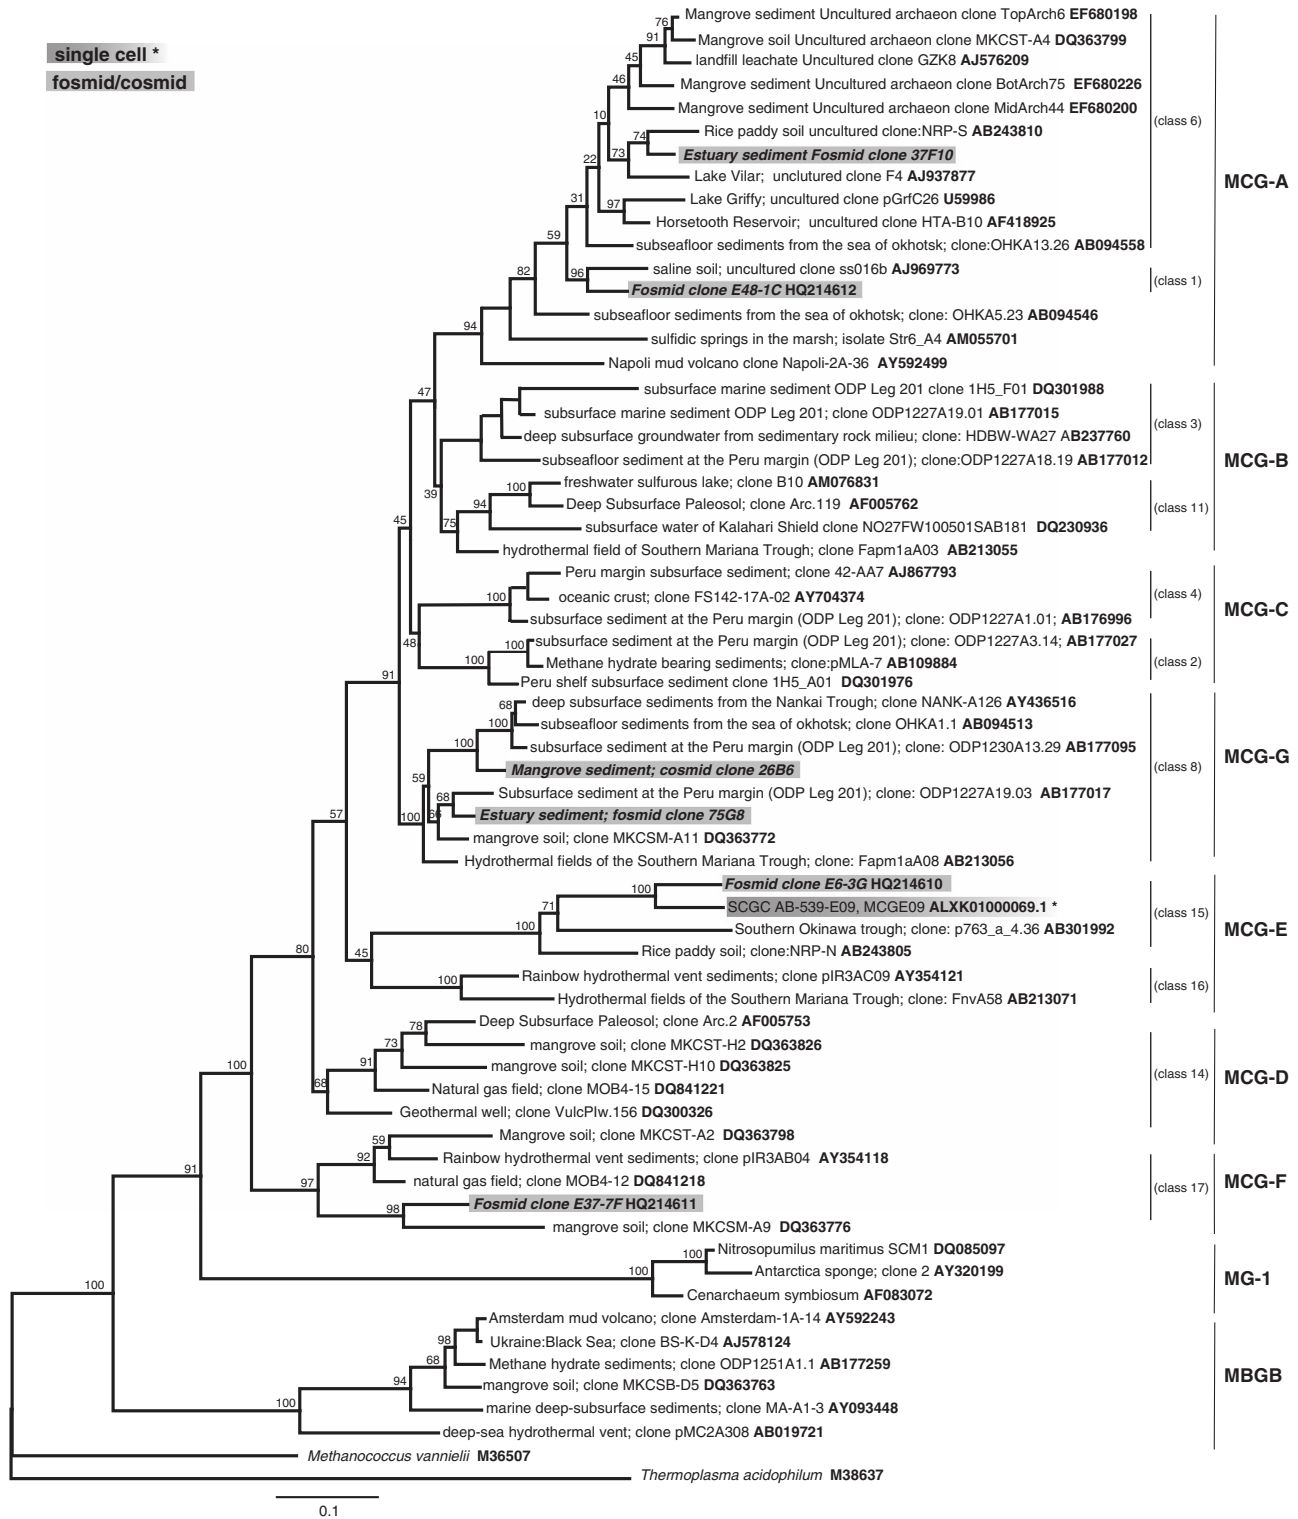 single cell *
fosmid/cosmid
76
Mangrove sediment Uncultured archaeon clone TopArch6 EF680198
91
Mangrove soil Uncultured archaeon clone MKCST-A4 DQ363799
45
landfill leachate Uncultured clone GZK8 AJ576209
46
Mangrove sediment Uncultured archaeon clone BotArch75 EF680226
Mangrove sediment Uncultured archaeon clone MidArch44 EF680200
10
(class 6)
74
Rice paddy soil uncultured clone:NRP-S AB243810
73
Estuary sediment Fosmid clone 37F10
22
Lake Vilar; unclutured clone F4 AJ937877
MCG-A
31
97
Lake Griffy; uncultured clone pGrfC26 U59986
Horsetooth Reservoir; uncultured clone HTA-B10 AF418925
59
subseafloor sediments from the sea of okhotsk; clone:OHKA13.26 AB094558
82
96
saline soil; uncultured clone ss016b AJ969773
(class 1)
Fosmid clone E48-1C HQ214612
subseafloor sediments from the sea of okhotsk; clone: OHKA5.23 AB094546
94
sulfidic springs in the marsh; isolate Str6_A4 AM055701
Napoli mud volcano clone Napoli-2A-36 AY592499
47
subsurface marine sediment ODP Leg 201 clone 1H5_F01 DQ301988
subsurface marine sediment ODP Leg 201; clone ODP1227A19.01 AB177015
(class 3)
deep subsurface groundwater from sedimentary rock milieu; clone: HDBW-WA27 AB237760
subseafloor sediment at the Peru margin (ODP Leg 201); clone:ODP1227A18.19 AB177012
MCG-B
39
100
freshwater sulfurous lake; clone B10 AM076831
94
Deep Subsurface Paleosol; clone Arc.119 AF005762
(class 11)
45
75
subsurface water of Kalahari Shield clone NO27FW100501SAB181 DQ230936
hydrothermal field of Southern Mariana Trough; clone Fapm1aA03 AB213055
Peru margin subsurface sediment; clone 42-AA7 AJ867793
100
oceanic crust; clone FS142-17A-02 AY704374
(class 4)
MCG-C
subsurface sediment at the Peru margin (ODP Leg 201); clone: ODP1227A1.01; AB176996
48
100
subsurface sediment at the Peru margin (ODP Leg 201); clone: ODP1227A3.14; AB177027
100
Methane hydrate bearing sediments; clone:pMLA-7 AB109884
(class 2)
91
Peru shelf subsurface sediment clone 1H5_A01 DQ301976
68
deep subsurface sediments from the Nankai Trough; clone NANK-A126 AY436516
100
subseafloor sediments from the sea of okhotsk; clone OHKA1.1 AB094513
100
subsurface sediment at the Peru margin (ODP Leg 201); clone: ODP1230A13.29 AB177095
MCG-G
(class 8)
Mangrove sediment; cosmid clone 26B6
59
68
Subsurface sediment at the Peru margin (ODP Leg 201); clone: ODP1227A19.03 AB177017
57
100
Estuary sediment; fosmid clone 75G8
mangrove soil; clone MKCSM-A11 DQ363772
Hydrothermal fields of the Southern Mariana Trough; clone: Fapm1aA08 AB213056
100
Fosmid clone E6-3G HQ214610
71
SCGC AB-539-E09, MCGE09 ALXK01000069.1 *
(class 15)
100
Southern Okinawa trough; clone: p763_a_4.36 AB301992
MCG-E
80
45
Rice paddy soil; clone:NRP-N AB243805
100
Rainbow hydrothermal vent sediments; clone pIR3AC09 AY354121
(class 16)
Hydrothermal fields of the Southern Mariana Trough; clone: FnvA58 AB213071
78
Deep Subsurface Paleosol; clone Arc.2 AF005753
73
mangrove soil; clone MKCST-H2 DQ363826
100
91
mangrove soil; clone MKCST-H10 DQ363825
(class 14)
MCG-D
68
Natural gas field; clone MOB4-15 DQ841221
Geothermal well; clone VulcPIw.156 DQ300326
59
Mangrove soil; clone MKCST-A2 DQ363798
92
Rainbow hydrothermal vent sediments; clone pIR3AB04 AY354118
91
97
natural gas field; clone MOB4-12 DQ841218
(class 17)
MCG-F
98
Fosmid clone E37-7F HQ214611
mangrove soil; clone MKCSM-A9 DQ363776
100
Nitrosopumilus maritimus SCM1 DQ085097
100
Antarctica sponge; clone 2 AY320199
MG-1
100
Cenarchaeum symbiosum AF083072
Amsterdam mud volcano; clone Amsterdam-1A-14 AY592243
98
Ukraine:Black Sea; clone BS-K-D4 AJ578124
68
Methane hydrate sediments; clone ODP1251A1.1 AB177259
MBGB
94
mangrove soil; clone MKCSB-D5 DQ363763
100
marine deep-subsurface sediments; clone MA-A1-3 AY093448
deep-sea hydrothermal vent; clone pMC2A308 AB019721
Methanococcus vannielii M36507
Thermoplasma acidophilum M38637
0.1